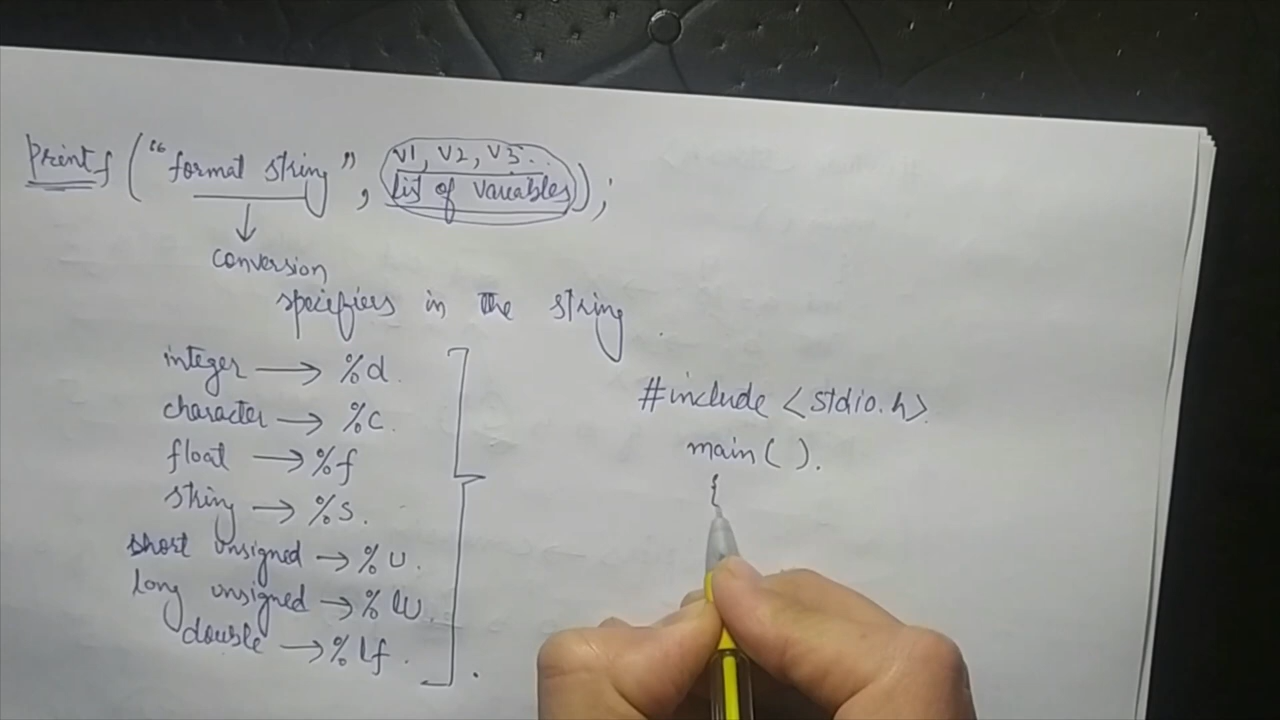 printf ("format string", v1, v2, v3..
list of variables);
conversion
specifiers in the string
integer → %d.
character → %c.
float → %f
string → %s.
short unsigned → %u.
long unsigned → %lu.
double → %lf.
#include <stdio.h>.
main( ).
{